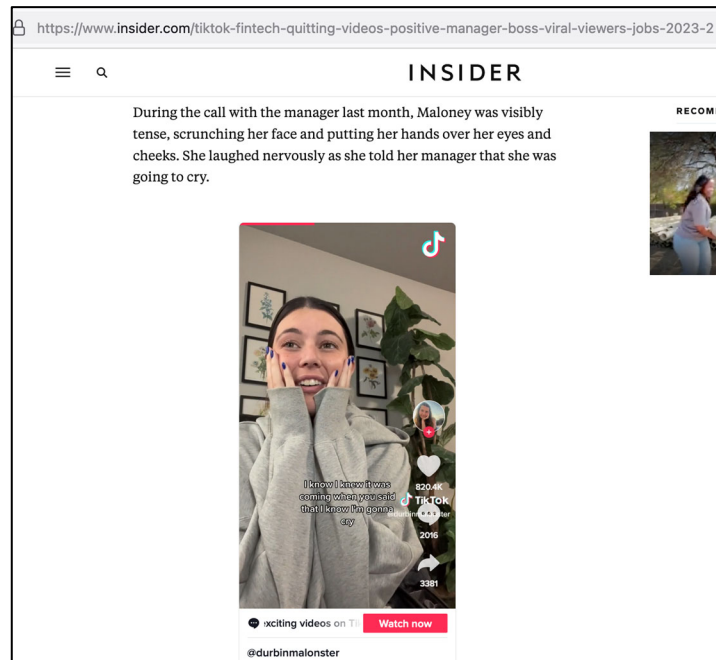 https://www.insider.com/tiktok-fintech-quitting-videos-positive-manager-boss-viral-viewers-jobs-2023-2
INSIDER
During the call with the manager last month, Maloney was visibly
tense, scrunching her face and putting her hands over her eyes and
cheeks. She laughed nervously as she told her manager that she was
going to cry.
RECOM
I know I knew it was
coming when you said
that I know I'm gonna
cry
820.4K
TikTok
2016
3381
exciting videos on Ti
Watch now
@durbinmalonster